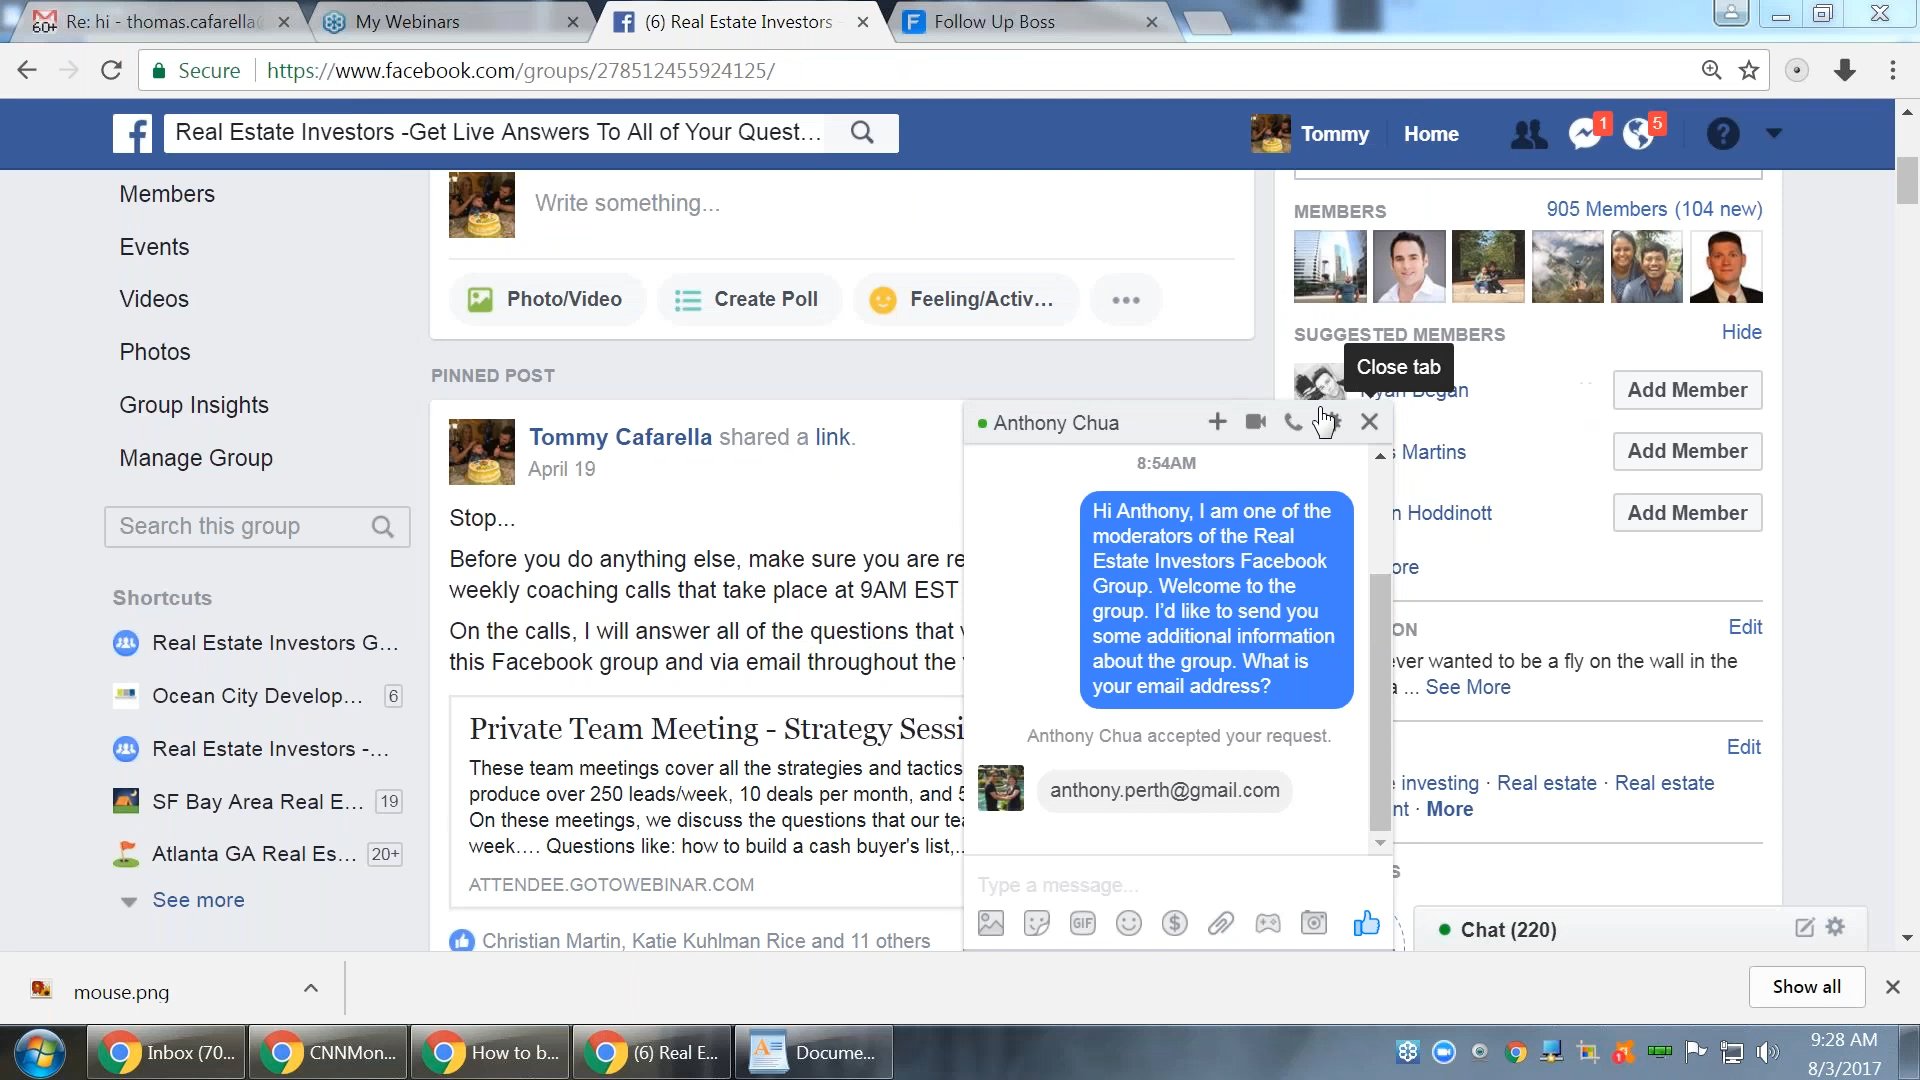 60+
Re: hi - thomas.cafarella
My Webinars
(6) Real Estate Investors
Follow Up Boss
Secure
https://www.facebook.com/groups/278512455924125/
Real Estate Investors -Get Live Answers To All of Your Quest...
Tommy
Home
1
5
Members
Events
Videos
Photos
Group Insights
Manage Group
Search this group
Shortcuts
Real Estate Investors G...
Ocean City Develop... 6
Real Estate Investors -...
SF Bay Area Real E... 19
Atlanta GA Real Es... 20+
See more
Write something...
Photo/Video
Create Poll
Feeling/Activ...
PINNED POST
Tommy Cafarella shared a link.
April 19
Stop...
Before you do anything else, make sure you are re
weekly coaching calls that take place at 9AM EST
On the calls, I will answer all of the questions that
this Facebook group and via email throughout the
Private Team Meeting - Strategy Sessi
These team meetings cover all the strategies and tactics
produce over 250 leads/week, 10 deals per month, and 5
On these meetings, we discuss the questions that our tea
week.... Questions like: how to build a cash buyer's list,..
ATTENDEE.GOTOWEBINAR.COM
Christian Martin, Katie Kuhlman Rice and 11 others
Anthony Chua
8:54AM
Hi Anthony, I am one of the
moderators of the Real
Estate Investors Facebook
Group. Welcome to the
group. I'd like to send you
some additional information
about the group. What is
your email address?
Anthony Chua accepted your request.
anthony.perth@gmail.com
Type a message...
GIF
MEMBERS
905 Members (104 new)
SUGGESTED MEMBERS
Hide
Close tab
Began
Add Member
Martins
Add Member
Hoddinott
Add Member
ore
ON
Edit
ever wanted to be a fly on the wall in the
a ... See More
Edit
investing · Real estate · Real estate
nt · More
Chat (220)
mouse.png
Show all
Inbox (70...
CNNMon...
How to b...
(6) Real E...
Docume...
9:28 AM
8/3/2017